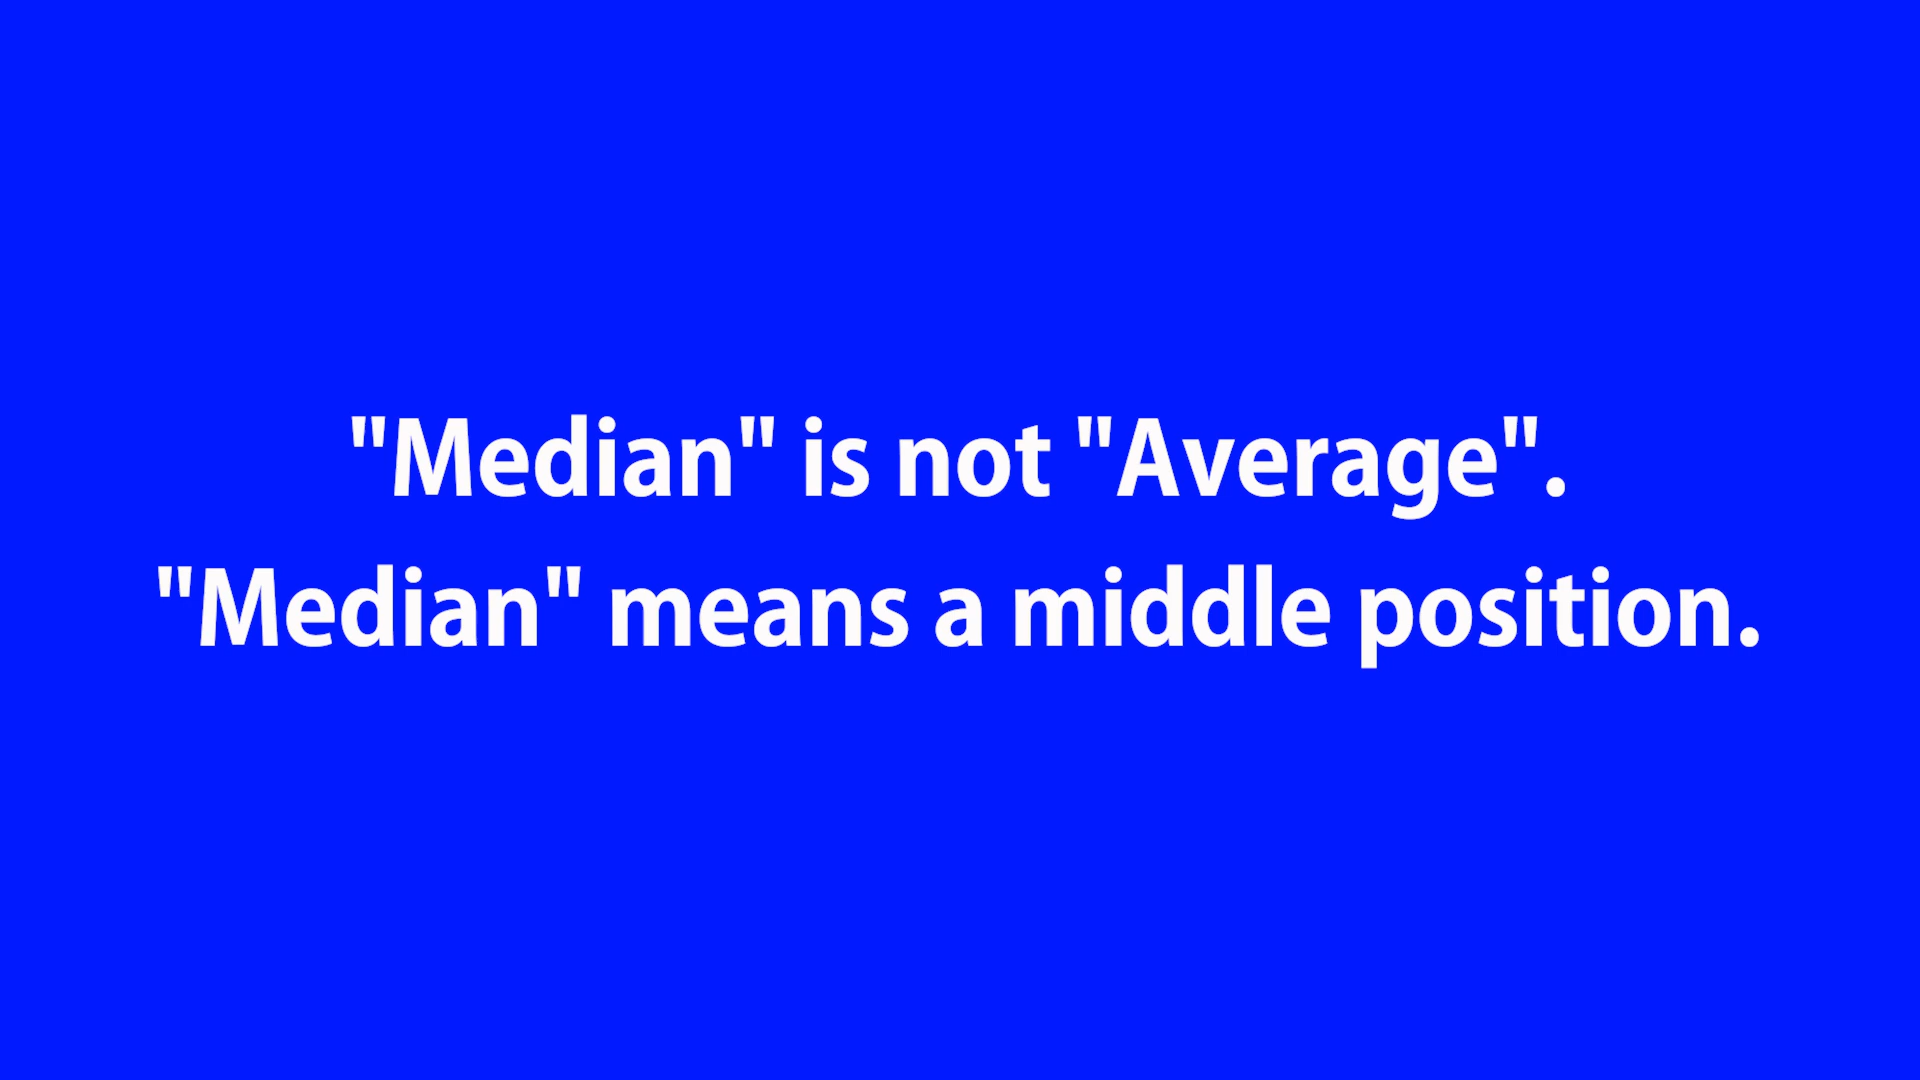 "Median" is not "Average".
"Median" means a middle position.